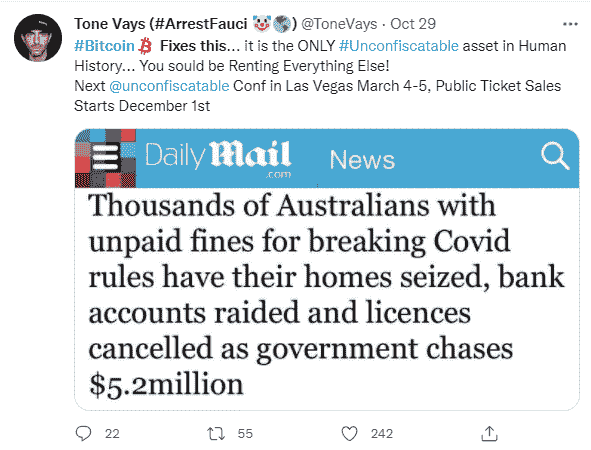 Tone Vays (#ArrestFauci 🤡🌎) @ToneVays · Oct 29
#Bitcoin Fixes this... it is the ONLY #Unconfiscatable asset in Human
History... You sould be Renting Everything Else!
Next @unconfiscatable Conf in Las Vegas March 4-5, Public Ticket Sales
Starts December 1st
Daily Mail .com News
Thousands of Australians with
unpaid fines for breaking Covid
rules have their homes seized, bank
accounts raided and licences
cancelled as government chases
$5.2million
22 55 242